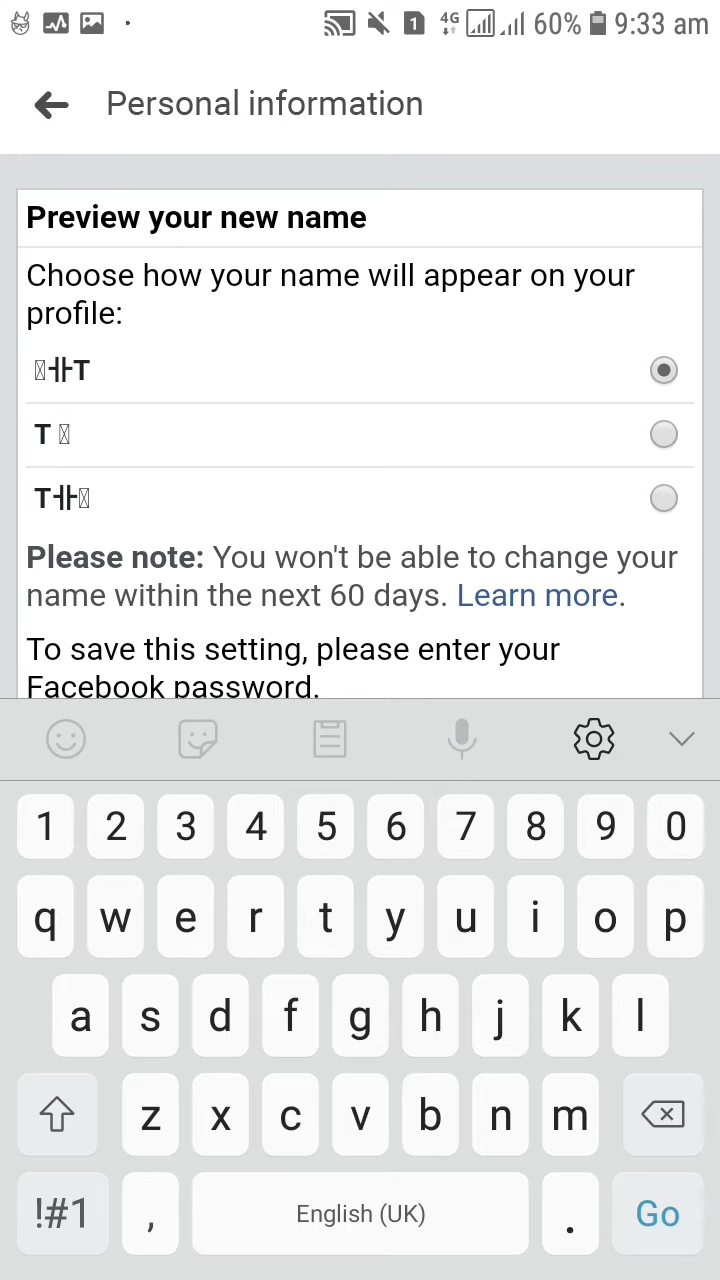 1 4G 60% 9:33 am
Personal information
Preview your new name
Choose how your name will appear on your
profile:
T
T
T
Please note: You won't be able to change your
name within the next 60 days. Learn more.
To save this setting, please enter your
Facebook password.
1 2 3 4 5 6 7 8 9 0
q w e r t y u i o p
a s d f g h j k l
z x c v b n m
!#1 , English (UK) . Go